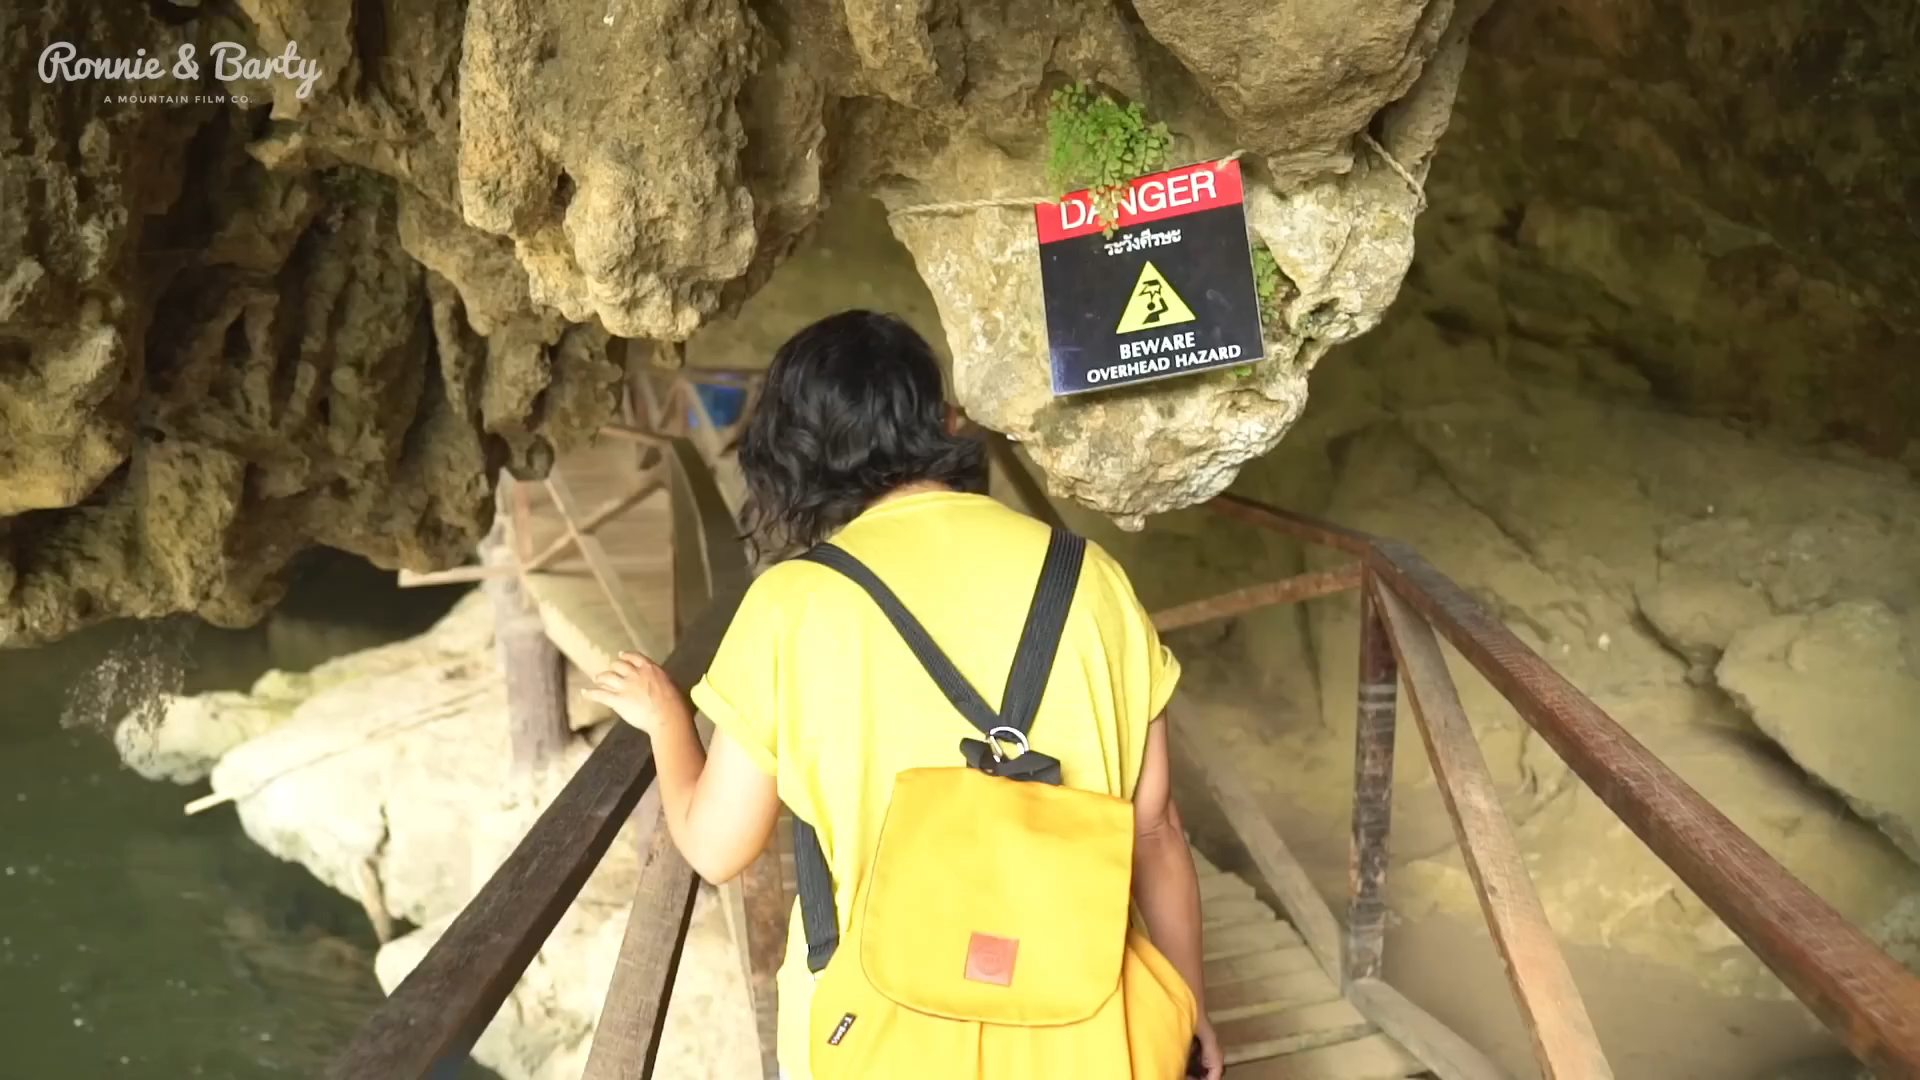 Ronnie & Barty
A MOUNTAIN FILM CO.
DANGER
ระวังศีรษะ
BEWARE
OVERHEAD HAZARD